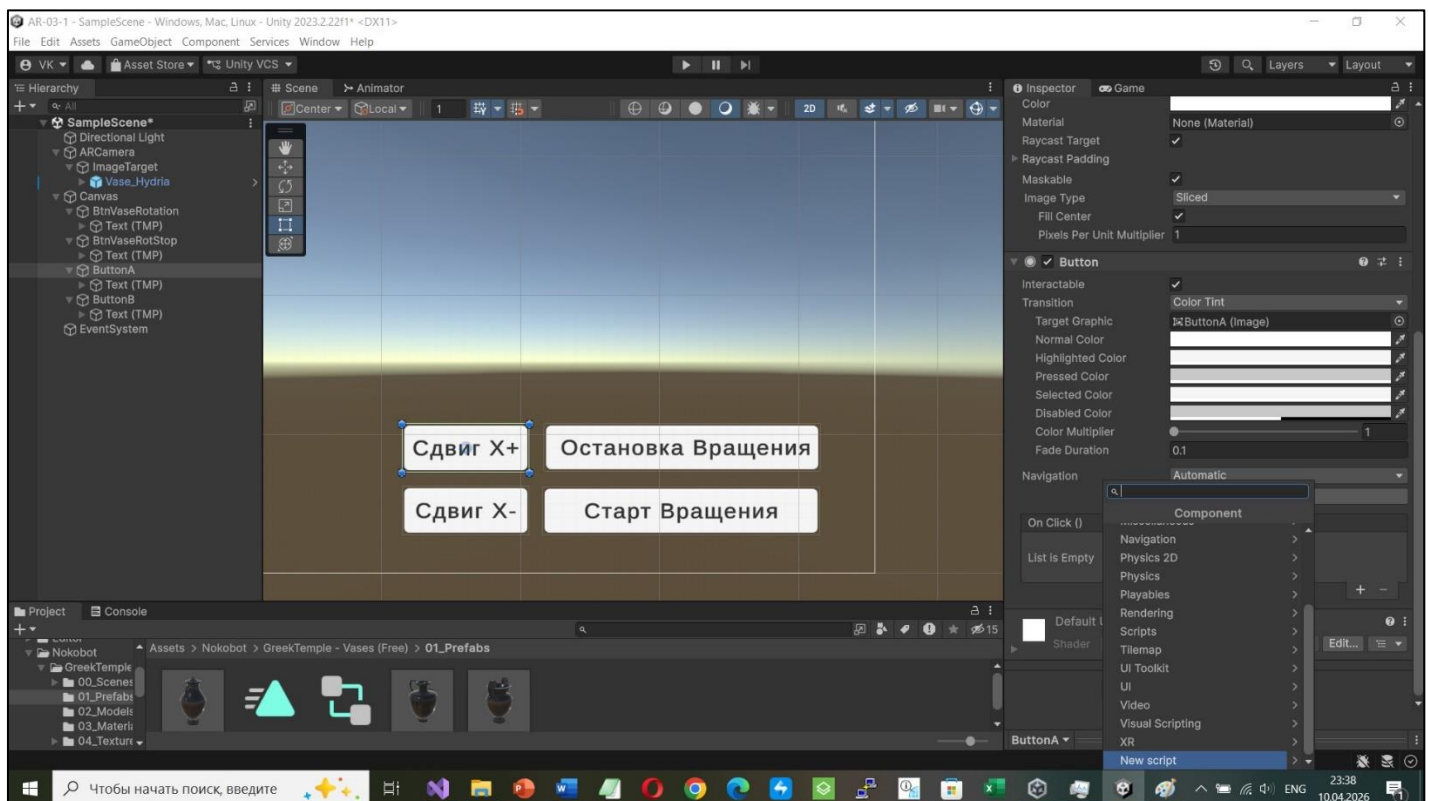 AR-03-1 - SampleScene - Windows, Mac, Linux - Unity 2023.2.22f1* <DX11>
File Edit Assets GameObject Component Services Window Help
VK Asset Store Unity VCS Layers Layout
Hierarchy
All
SampleScene*
Directional Light
ARCamera
ImageTarget
Vase_Hydria
Canvas
BtnVaseRotation
Text (TMP)
BtnVaseRotStop
Text (TMP)
ButtonA
Text (TMP)
ButtonB
Text (TMP)
EventSystem
Scene Animator
Center Local 1 2D
Сдвиг X+ Остановка Вращения
Сдвиг X- Старт Вращения
Inspector Game
Color
Material None (Material)
Raycast Target
Raycast Padding
Maskable
Image Type Sliced
Fill Center
Pixels Per Unit Multiplier 1
Button
Interactable
Transition Color Tint
Target Graphic ButtonA (Image)
Normal Color
Highlighted Color
Pressed Color
Selected Color
Disabled Color
Color Multiplier 1
Fade Duration 0.1
Navigation Automatic
On Click ()
List is Empty
+ -
Default
Shader Edit...
Component
Navigation
Physics 2D
Physics
Playables
Rendering
Scripts
Tilemap
UI Toolkit
UI
Video
Visual Scripting
XR
New script
ButtonA
Project Console
15
Nokobot
GreekTemple
00_Scenes
01_Prefabs
02_Models
03_Materia
04_Texture
Assets > Nokobot > GreekTemple - Vases (Free) > 01_Prefabs
Чтобы начать поиск, введите
ENG 23:38
10.04.2026